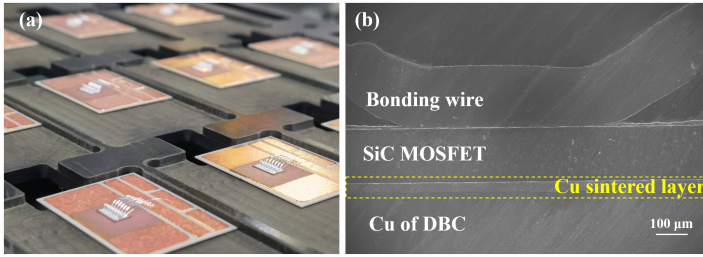 (a)
(b)
Bonding wire
SiC MOSFET
Cu sintered layer
Cu of DBC
100 μm